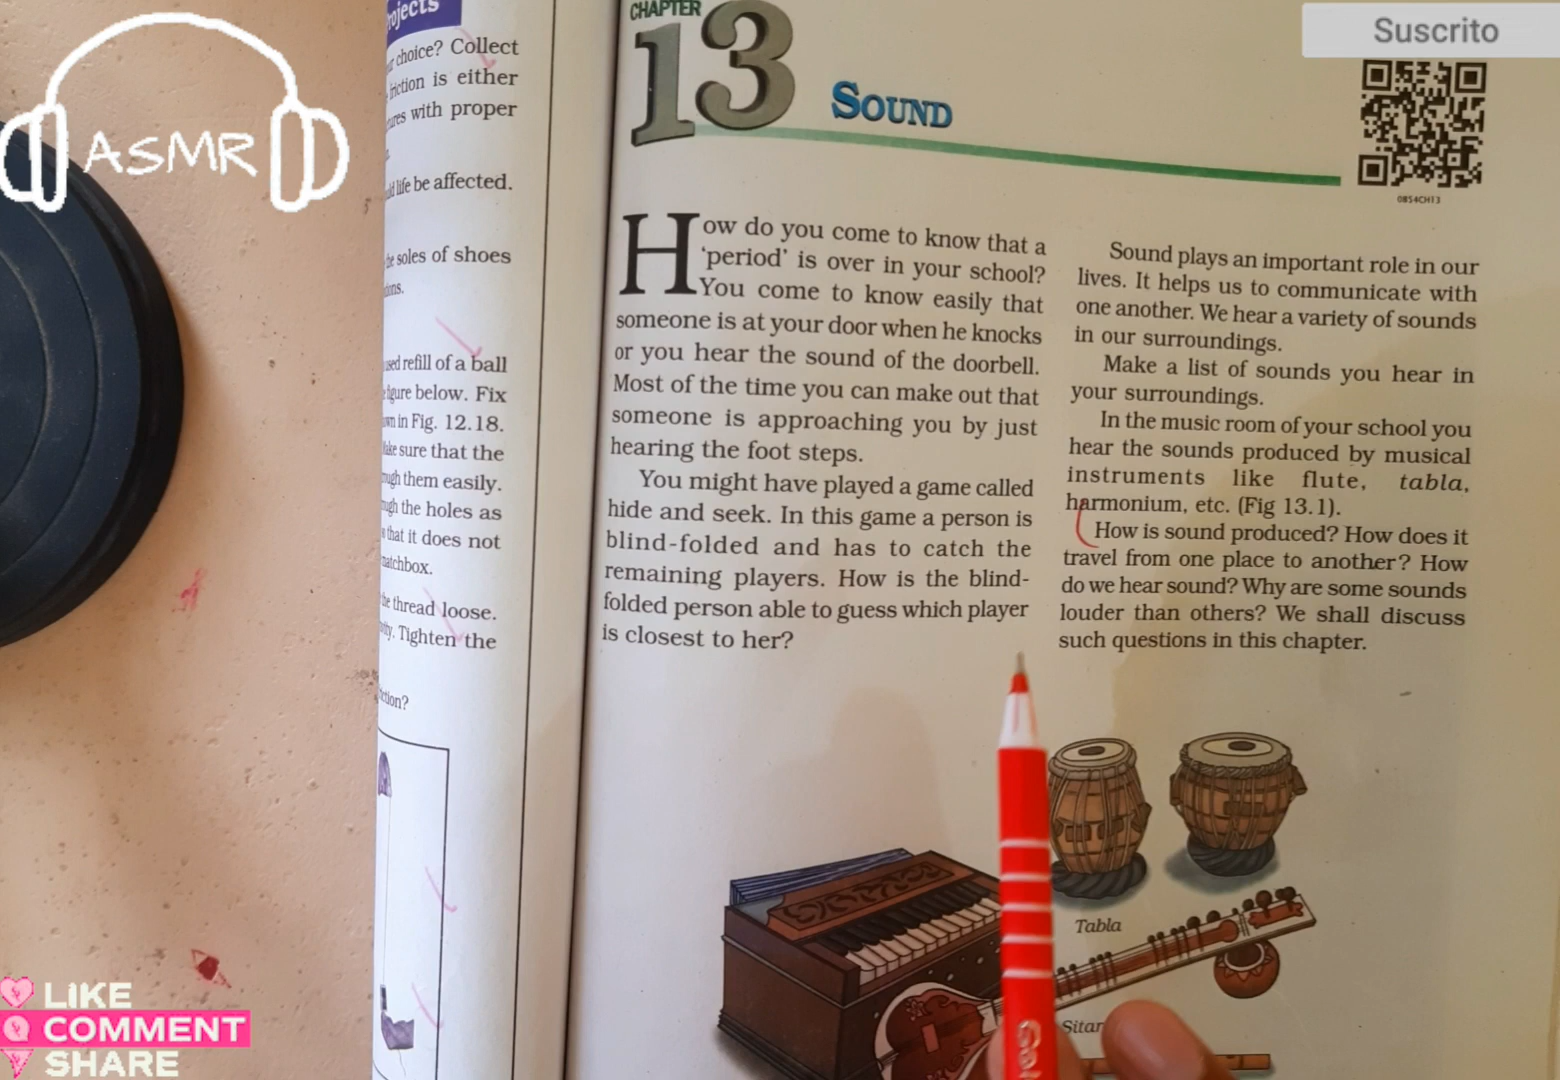 ASMR
LIKE
COMMENT
SHARE
Suscrito
choice? Collect
friction is either
with proper
life be affected.
soles of shoes
refill of a ball
figure below. Fix
in Fig. 12.18.
sure that the
them easily.
the holes as
that it does not
matchbox.
the thread loose.
Tighten the
CHAPTER
13
SOUND
0854CH13
How do you come to know that a
'period' is over in your school?
You come to know easily that
someone is at your door when he knocks
or you hear the sound of the doorbell.
Most of the time you can make out that
someone is approaching you by just
hearing the foot steps.
You might have played a game called
hide and seek. In this game a person is
blind-folded and has to catch the
remaining players. How is the blind-
folded person able to guess which player
is closest to her?
Sound plays an important role in our
lives. It helps us to communicate with
one another. We hear a variety of sounds
in our surroundings.
Make a list of sounds you hear in
your surroundings.
In the music room of your school you
hear the sounds produced by musical
instruments like flute, tabla,
harmonium, etc. (Fig 13.1).
How is sound produced? How does it
travel from one place to another? How
do we hear sound? Why are some sounds
louder than others? We shall discuss
such questions in this chapter.
Tabla
Sitar